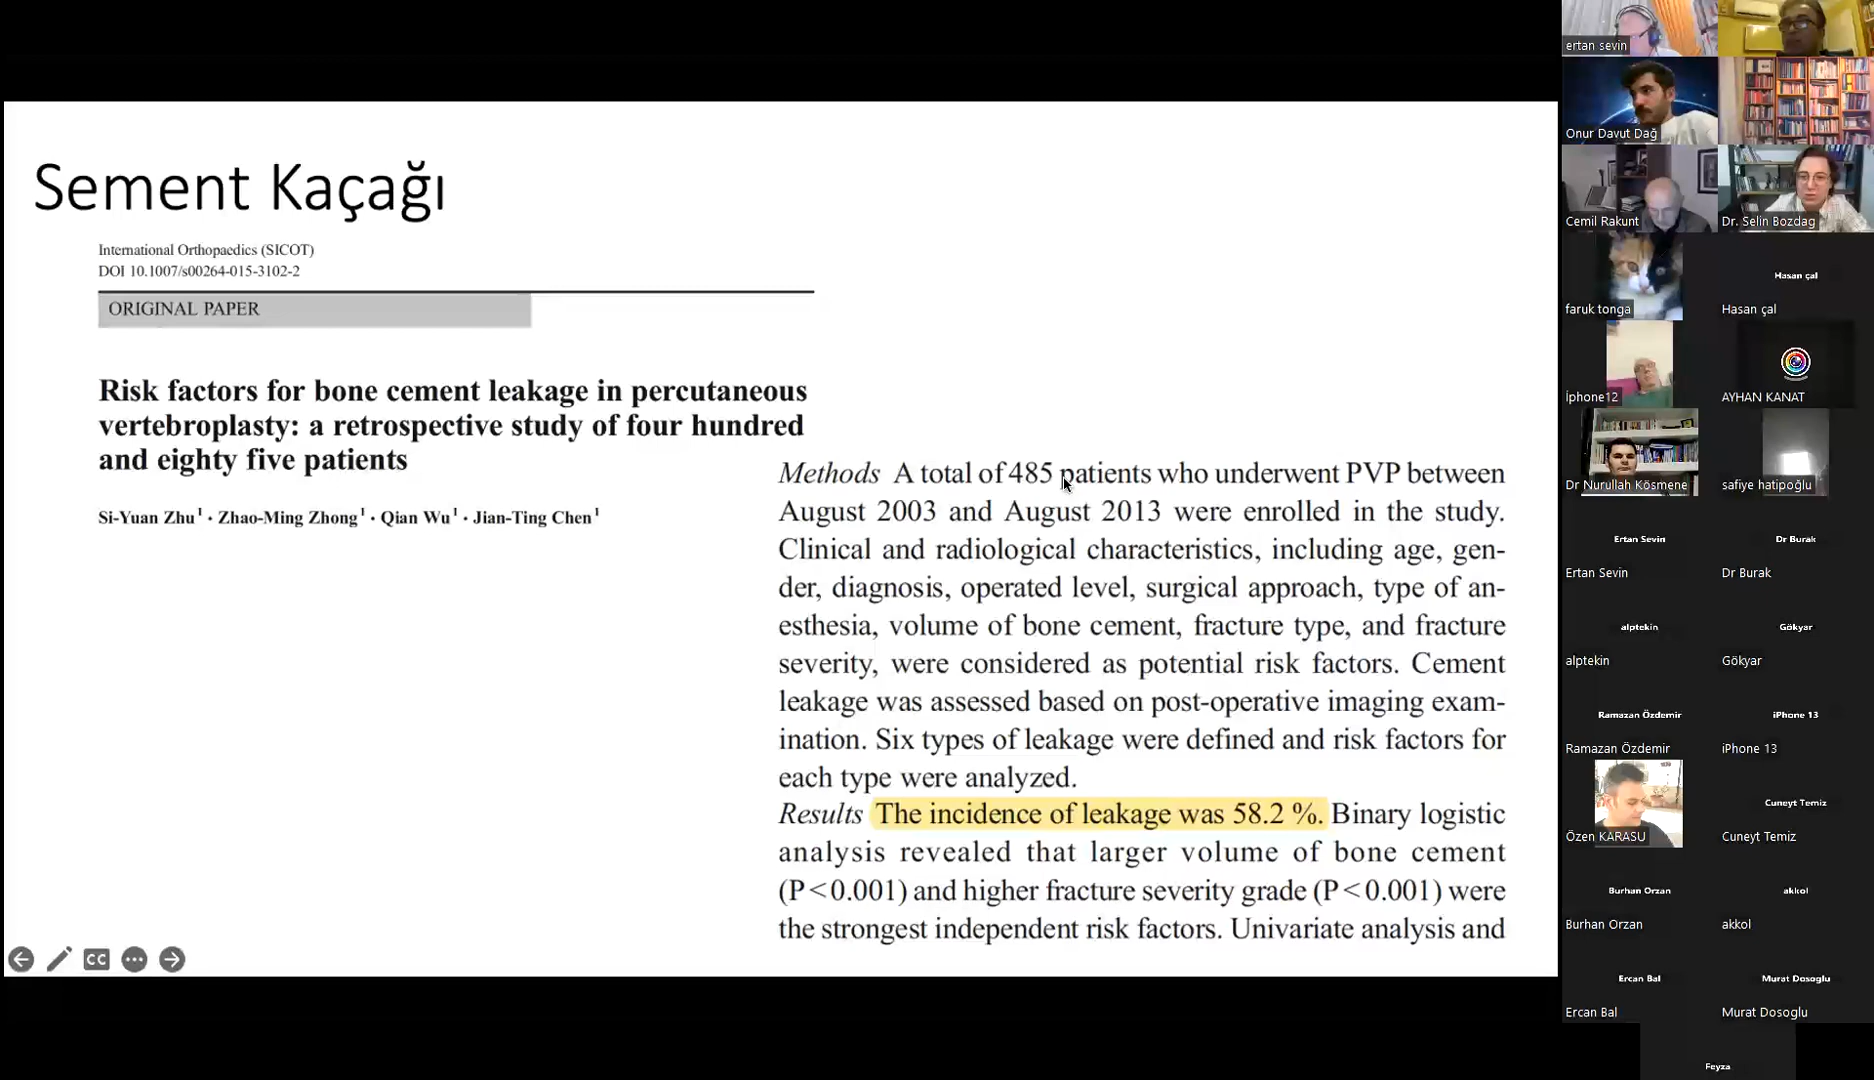 Sement Kaçağı
International Orthopaedics (SICOT)
DOI 10.1007/s00264-015-3102-2
ORIGINAL PAPER
Risk factors for bone cement leakage in percutaneous
vertebroplasty: a retrospective study of four hundred
and eighty five patients
Si-Yuan Zhu¹ · Zhao-Ming Zhong¹ · Qian Wu¹ · Jian-Ting Chen¹
Methods A total of 485 patients who underwent PVP between
August 2003 and August 2013 were enrolled in the study.
Clinical and radiological characteristics, including age, gen-
der, diagnosis, operated level, surgical approach, type of an-
esthesia, volume of bone cement, fracture type, and fracture
severity, were considered as potential risk factors. Cement
leakage was assessed based on post-operative imaging exam-
ination. Six types of leakage were defined and risk factors for
each type were analyzed.
Results The incidence of leakage was 58.2 %. Binary logistic
analysis revealed that larger volume of bone cement
(P<0.001) and higher fracture severity grade (P<0.001) were
the strongest independent risk factors. Univariate analysis and
CC
ertan sevin
Onur Davut Dağ
Cemil Rakunt
Dr. Selin Bozdag
faruk tonga
Hasan çal
Hasan çal
iphone12
AYHAN KANAT
Dr Nurullah Kösmene
safiye hatipoğlu
Ertan Sevin
Dr Burak
Ertan Sevin
Dr Burak
alptekin
Gökyar
alptekin
Gökyar
Ramazan Özdemir
iPhone 13
Ramazan Özdemir
iPhone 13
Özen KARASU
Cuneyt Temiz
Cuneyt Temiz
Burhan Orzan
akkol
Burhan Orzan
akkol
Ercan Bal
Murat Dosoglu
Ercan Bal
Murat Dosoglu
Feyza